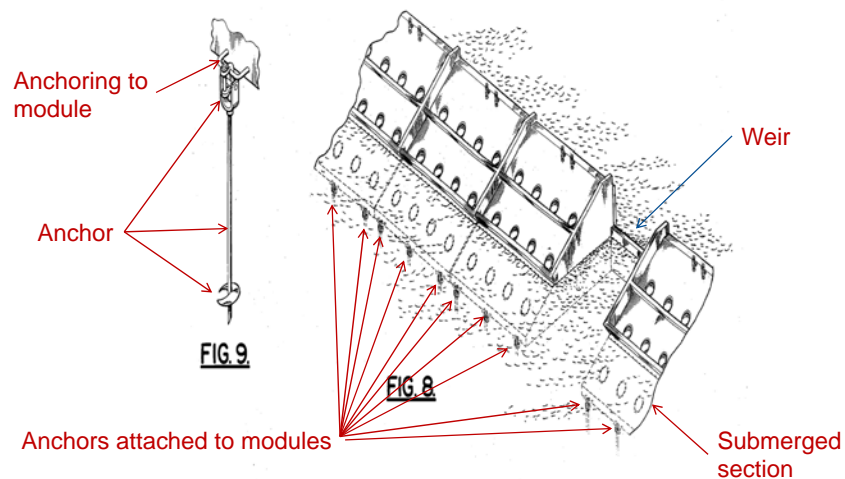 Anchoring to
module
Weir
Anchor
FIG. 9.
FIG. 8.
Anchors attached to modules
Submerged
section